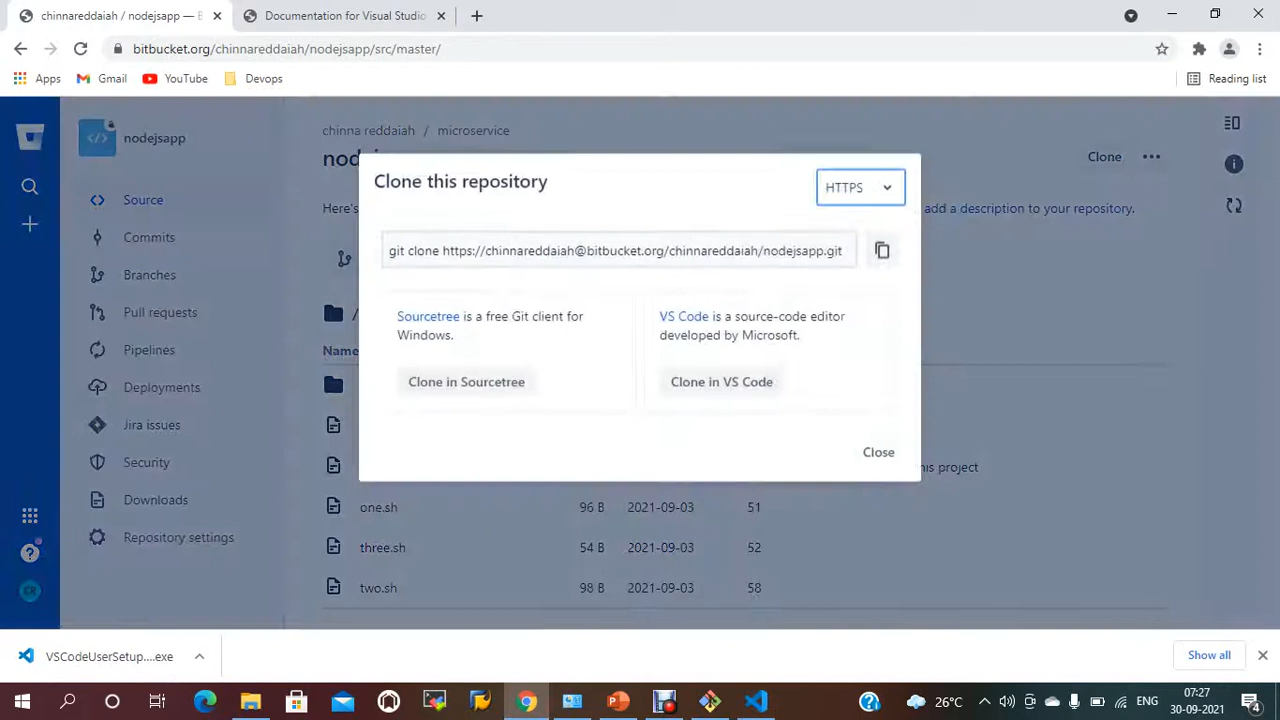 chinnareddaiah / nodejsapp — B
Documentation for Visual Studio
bitbucket.org/chinnareddaiah/nodejsapp/src/master/
Apps
Gmail
YouTube
Devops
Reading list
nodejsapp
chinna reddaiah / microservice
Clone
Here's
add a description to your repository.
Source
Commits
Branches
Pull requests
Pipelines
Deployments
Jira issues
Security
Downloads
Repository settings
CR
Clone this repository
HTTPS
git clone https://chinnareddaiah@bitbucket.org/chinnareddaiah/nodejsapp.git
Sourcetree is a free Git client for
Windows.
Clone in Sourcetree
VS Code is a source-code editor
developed by Microsoft.
Clone in VS Code
Close
/
Name
his project
one.sh 96 B 2021-09-03 51
three.sh 54 B 2021-09-03 52
two.sh 98 B 2021-09-03 58
VSCodeUserSetup....exe
Show all
26°C
ENG
07:27
30-09-2021
4